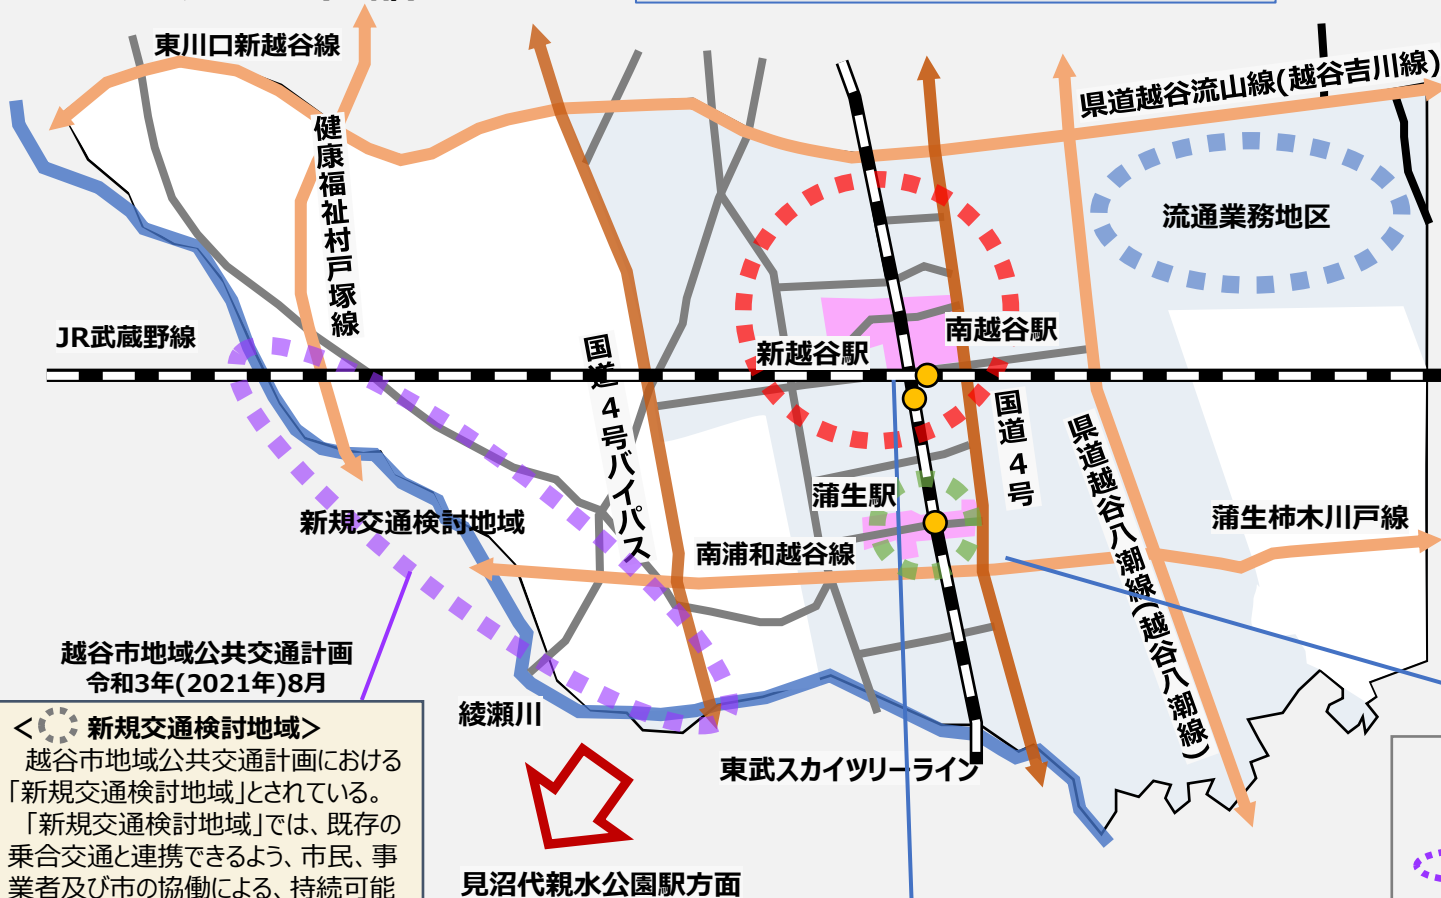 東川口新越谷線
県道越谷流山線(越谷吉川線)
健康福祉村戸塚線
流通業務地区
JR武蔵野線
国道4号バイパス
新越谷駅
南越谷駅
国道4号
県道越谷八潮線(越谷八潮線)
蒲生駅
蒲生柿木川戸線
新規交通検討地域
南浦和越谷線
越谷市地域公共交通計画
令和3年(2021年)8月
綾瀬川
東武スカイツリーライン
見沼代親水公園駅方面
< 新規交通検討地域>
越谷市地域公共交通計画における
「新規交通検討地域」とされている。
「新規交通検討地域」では、既存の
乗合交通と連携できるよう、市民、事
業者及び市の協働による、持続可能